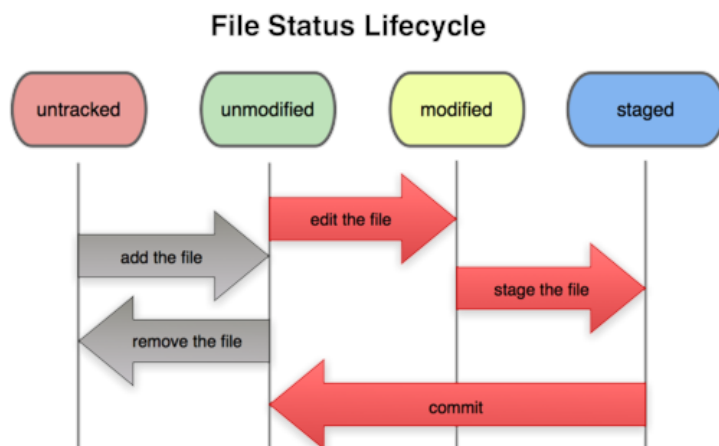 File Status Lifecycle
untracked
unmodified
modified
staged
edit the file
add the file
stage the file
remove the file
commit